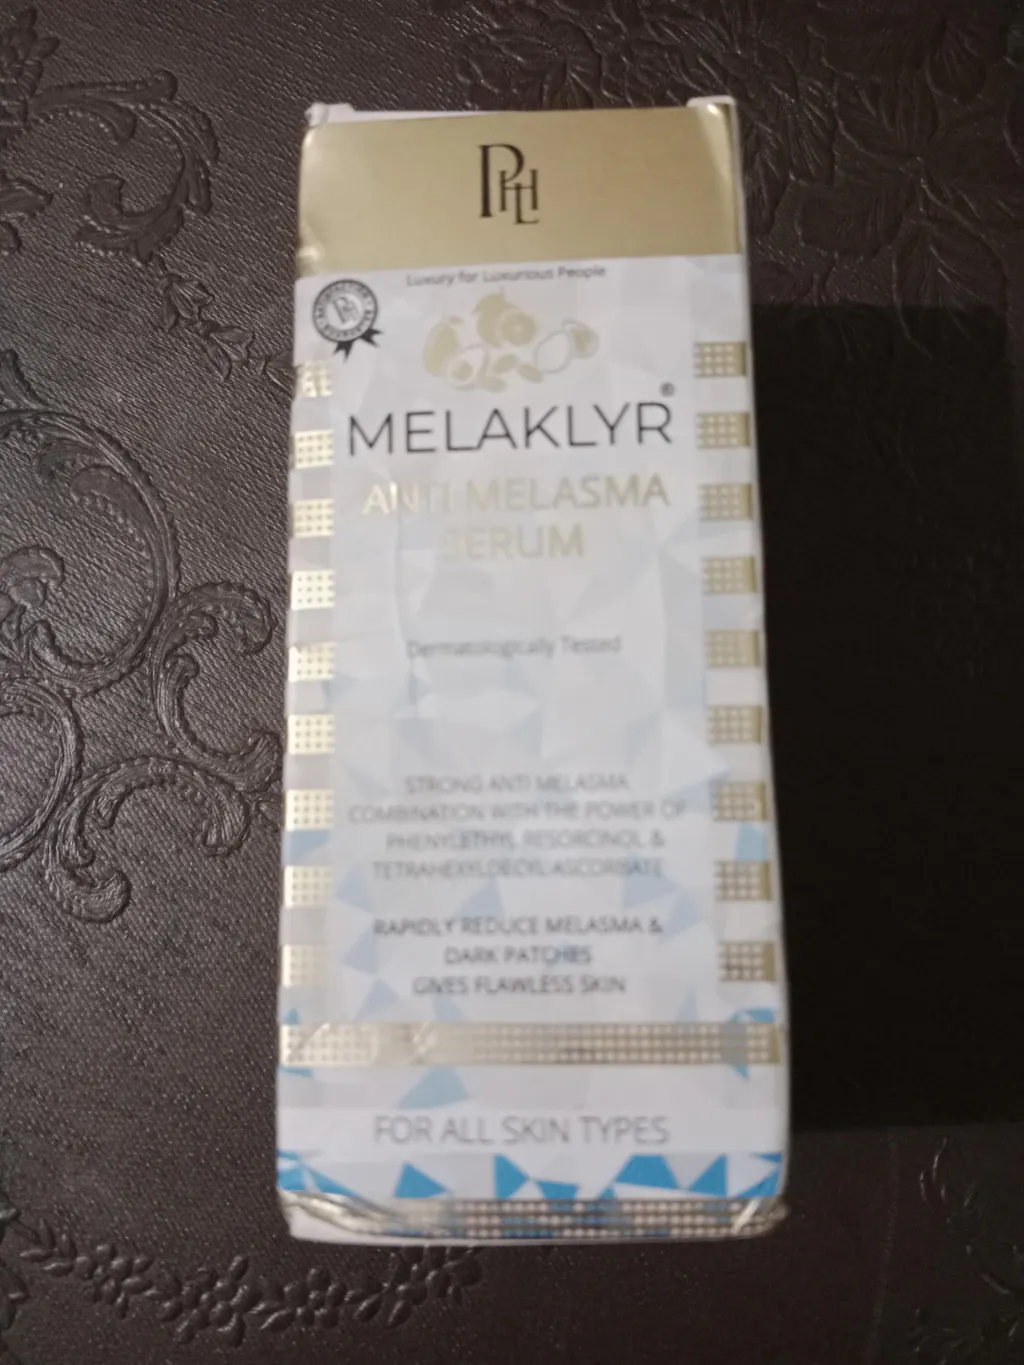 PHH
Luxury for Luxurious People
MELAKLYR®
ANTI MELASMA
SERUM
Dermatologically Tested
STRONG ANTI MELASMA
COMBINATION WITH THE POWER OF
PHENYLETHYL RESORCINOL &
TETRAHEXYLDECYL ASCORBATE
RAPIDLY REDUCE MELASMA &
DARK PATCHES
GIVES FLAWLESS SKIN
FOR ALL SKIN TYPES